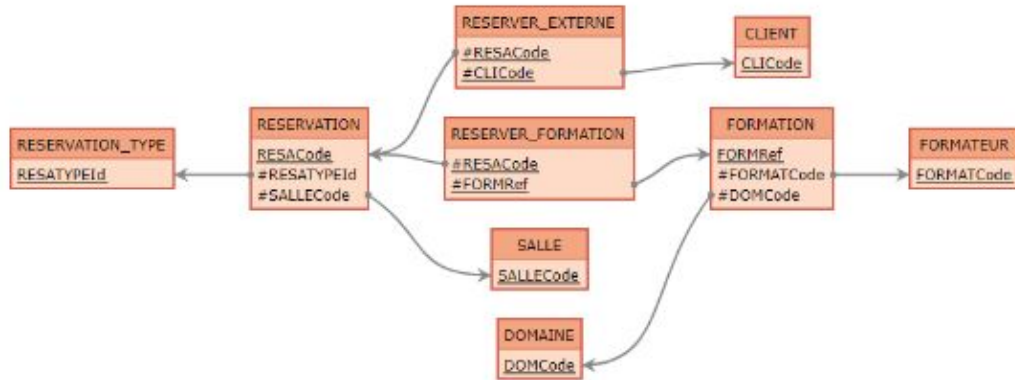 RESERVER_EXTERNE
#RESACode
#CLICode
CLIENT
CLICode
RESERVATION_TYPE
RESATYPEId
RESERVATION
RESACode
#RESATYPEId
#SALLECode
RESERVER_FORMATION
#RESACode
#FORMRef
FORMATION
FORMRef
#FORMATCode
#DOMCode
FORMATEUR
FORMATCode
SALLE
SALLECode
DOMAINE
DOMCode